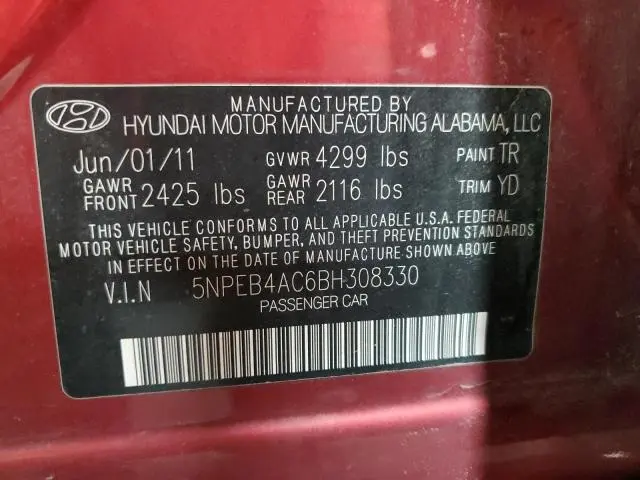 MANUFACTURED BY
HYUNDAI MOTOR MANUFACTURING ALABAMA, LLC
Jun/01/11 GVWR 4299 lbs PAINT TR
GAWR FRONT 2425 lbs GAWR REAR 2116 lbs TRIM YD
THIS VEHICLE CONFORMS TO ALL APPLICABLE U.S.A. FEDERAL
MOTOR VEHICLE SAFETY, BUMPER, AND THEFT PREVENTION STANDARDS
IN EFFECT ON THE DATE OF MANUFACTURE SHOWN ABOVE
V.I.N 5NPEB4AC6BH308330
PASSENGER CAR